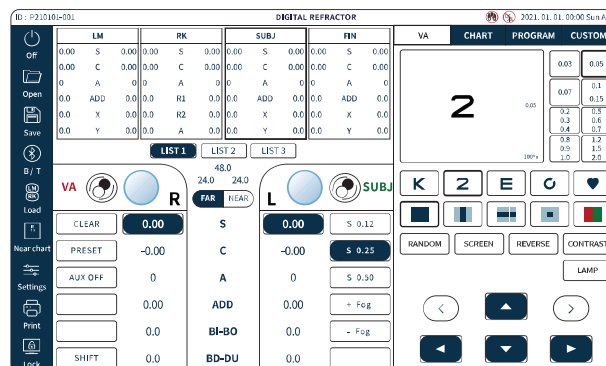 ID: P210101-001 DIGITAL REFRACTOR 2021. 01. 01. 00:00 Sun A
Off
Open
Save
B / T
LM
RK
Load
Near chart
Settings
Print
Lock
LM RK SUBJ FIN
0.00 S 0.00 0.00 S 0.00 0.00 S 0.00 0.00 S 0.00
0.00 C 0.00 0.00 C 0.00 0.00 C 0.00 0.00 C 0.00
0 A 0 0 A 0 0 A 0 0 A 0
0.0 ADD 0.0 0.0 R1 0.0 0.0 ADD 0.0 0.0 ADD 0.0
0.0 X 0.0 0.0 R2 0.0 0.0 X 0.0 0.0 X 0.0
0.0 Y 0.0 0.0 A 0.0 0.0 Y 0.0 0.0 Y 0.0
LIST 1 LIST 2 LIST 3
48.0
24.0 24.0
VA R FAR NEAR L SUBJ
CLEAR 0.00 S 0.00 S 0.12
PRESET -0.00 C -0.00 S 0.25
AUX OFF 0 A 0 S 0.50
0.00 ADD 0.00 + Fog
0.0 BI-BO 0.0 - Fog
SHIFT 0.0 BD-DU 0.0
VA CHART PROGRAM CUSTOM
2
0.05
100%
0.03 0.05
0.07 0.1
0.15
0.2 0.5
0.3 0.6
0.4 0.7
0.8 1.2
0.9 1.5
1.0 2.0
K 2 E C
RANDOM SCREEN REVERSE CONTRAST
LAMP